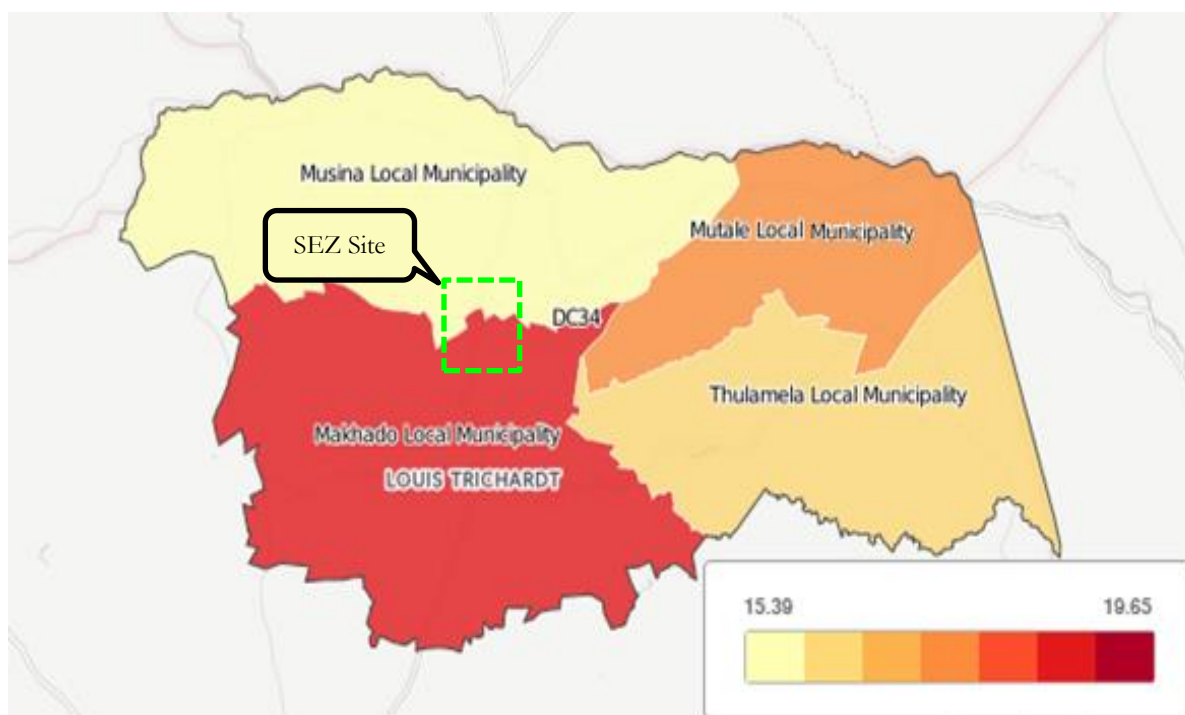 Musina Local Municipality
SEZ Site
Mutale Local Municipality
DC34
Thulamela Local Municipality
Makhado Local Municipality
LOUIS TRICHARDT
15.39 19.65